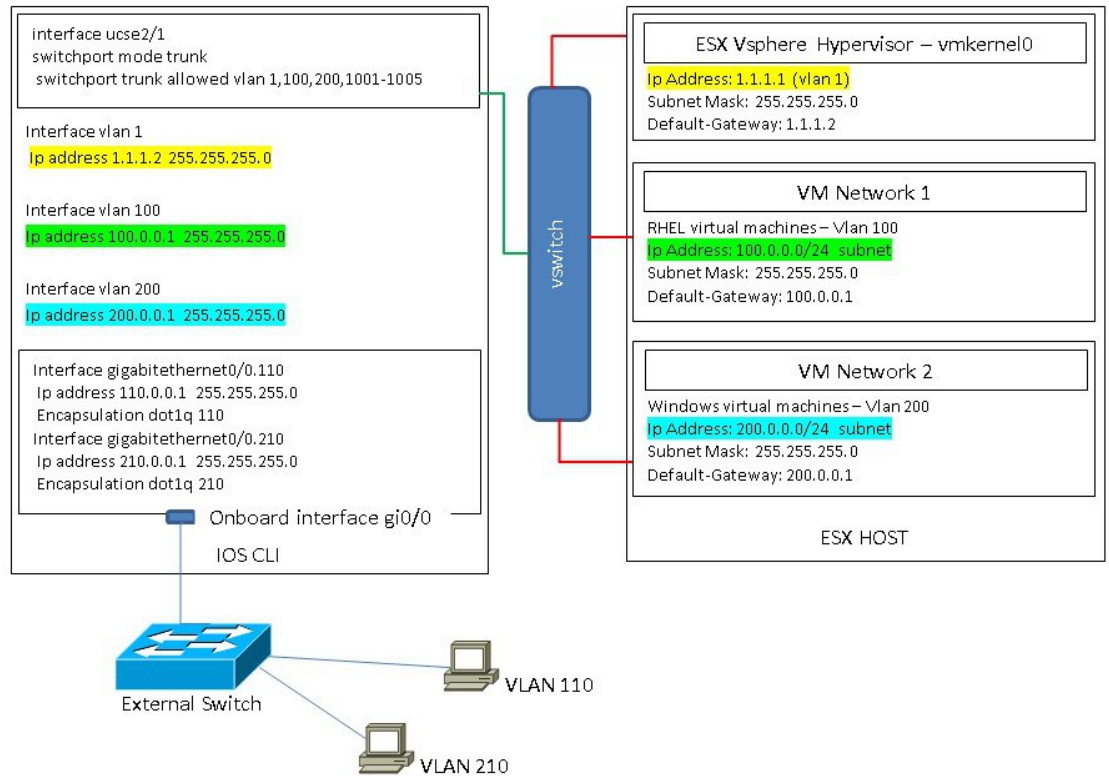 interface ucse2/1
switchport mode trunk
switchport trunk allowed vlan 1,100,200,1001-1005
Interface vlan 1
Ip address 1.1.1.2 255.255.255.0
Interface vlan 100
Ip address 100.0.0.1 255.255.255.0
Interface vlan 200
Ip address 200.0.0.1 255.255.255.0
Interface gigabitethernet0/0.110
Ip address 110.0.0.1 255.255.255.0
Encapsulation dot1q 110
Interface gigabitethernet0/0.210
Ip address 210.0.0.1 255.255.255.0
Encapsulation dot1q 210
Onboard interface gi0/0
IOS CLI
vswitch
ESX Vsphere Hypervisor – vmkernel0
Ip Address: 1.1.1.1 (vlan 1)
Subnet Mask: 255.255.255.0
Default-Gateway: 1.1.1.2
VM Network 1
RHEL virtual machines – Vlan 100
Ip Address: 100.0.0.0/24 subnet
Subnet Mask: 255.255.255.0
Default-Gateway: 100.0.0.1
VM Network 2
Windows virtual machines – Vlan 200
Ip Address: 200.0.0.0/24 subnet
Subnet Mask: 255.255.255.0
Default-Gateway: 200.0.0.1
ESX HOST
External Switch
VLAN 110
VLAN 210